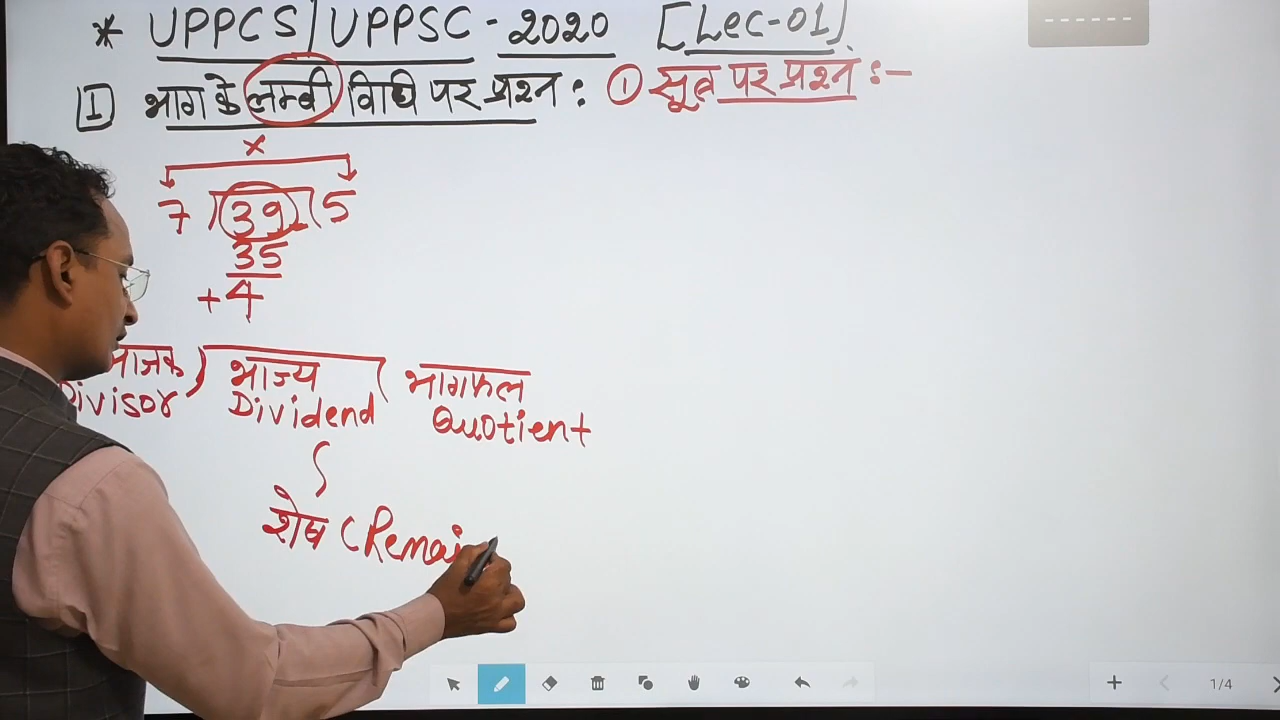 * UPPCS/UPPSC - 2020 [Lec-01]
I भाग के लम्बी विधि पर प्रश्न : ① सूत्र पर प्रश्न :-
×
7 ) 39 ( 5
35
+ 4
भाजक ) भाज्य ( भागफल
Divisor Dividend Quotient
शेष (Remai
1/4